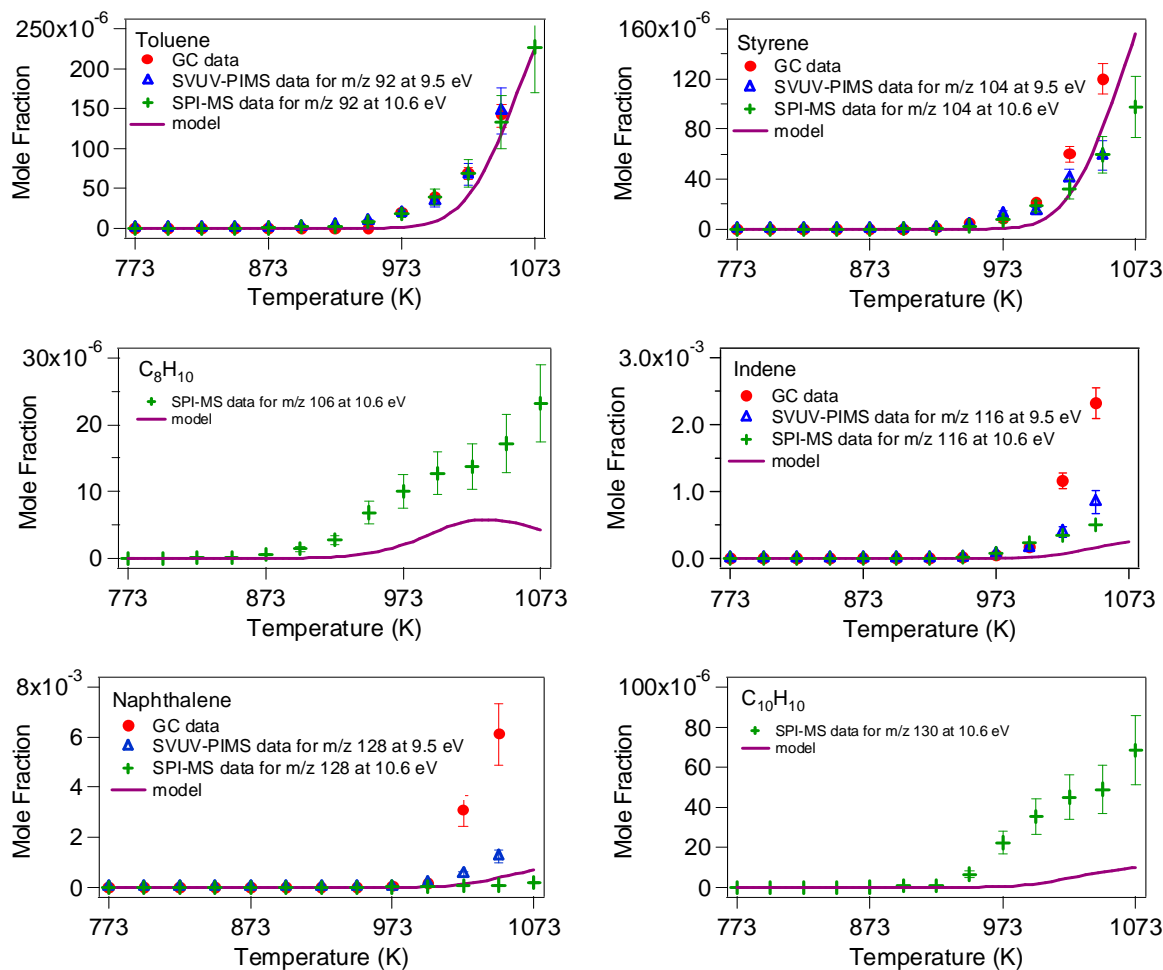 250x10-6
200
150
100
50
0
Mole Fraction
Toluene
GC data
SVUV-PIMS data for m/z 92 at 9.5 eV
SPI-MS data for m/z 92 at 10.6 eV
model
773
873
973
1073
Temperature (K)
160x10-6
120
80
40
0
Mole Fraction
Styrene
GC data
SVUV-PIMS data for m/z 104 at 9.5 eV
SPI-MS data for m/z 104 at 10.6 eV
model
773
873
973
1073
Temperature (K)
30x10-6
20
10
0
Mole Fraction
C8H10
SPI-MS data for m/z 106 at 10.6 eV
model
773
873
973
1073
Temperature (K)
3.0x10-3
2.0
1.0
0.0
Mole Fraction
Indene
GC data
SVUV-PIMS data for m/z 116 at 9.5 eV
SPI-MS data for m/z 116 at 10.6 eV
model
773
873
973
1073
Temperature (K)
8x10-3
6
4
2
0
Mole Fraction
Naphthalene
GC data
SVUV-PIMS data for m/z 128 at 9.5 eV
SPI-MS data for m/z 128 at 10.6 eV
model
773
873
973
1073
Temperature (K)
100x10-6
80
60
40
20
0
Mole Fraction
C10H10
SPI-MS data for m/z 130 at 10.6 eV
model
773
873
973
1073
Temperature (K)